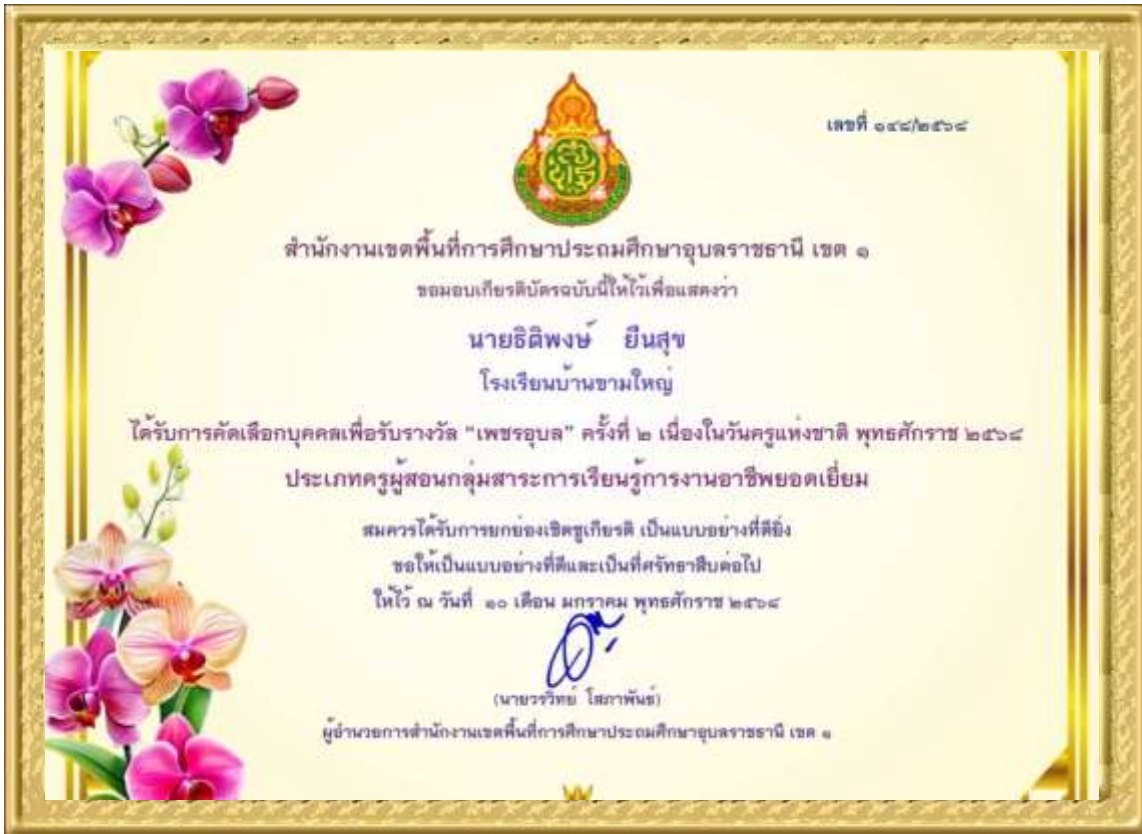 เลขที่ ๑๔๘/๒๕๖๘
สำนักงานเขตพื้นที่การศึกษาประถมศึกษาอุบลราชธานี เขต ๑
ขอมอบเกียรติบัตรฉบับนี้ให้ไว้เพื่อแสดงว่า
นายธิติพงษ์ ยืนสุข
โรงเรียนบ้านขามใหญ่
ได้รับการคัดเลือกบุคคลเพื่อรับรางวัล “เพชรอุบล” ครั้งที่ ๒ เนื่องในวันครูแห่งชาติ พุทธศักราช ๒๕๖๘
ประเภทครูผู้สอนกลุ่มสาระการเรียนรู้การงานอาชีพยอดเยี่ยม
สมควรได้รับการยกย่องเชิดชูเกียรติ เป็นแบบอย่างที่ดียิ่ง
ขอให้เป็นแบบอย่างที่ดีและเป็นที่ศรัทธาสืบต่อไป
ให้ไว้ ณ วันที่ ๑๐ เดือน มกราคม พุทธศักราช ๒๕๖๘
(นายวรวิทย์ โสภาพันธ์)
ผู้อำนวยการสำนักงานเขตพื้นที่การศึกษาประถมศึกษาอุบลราชธานี เขต ๑